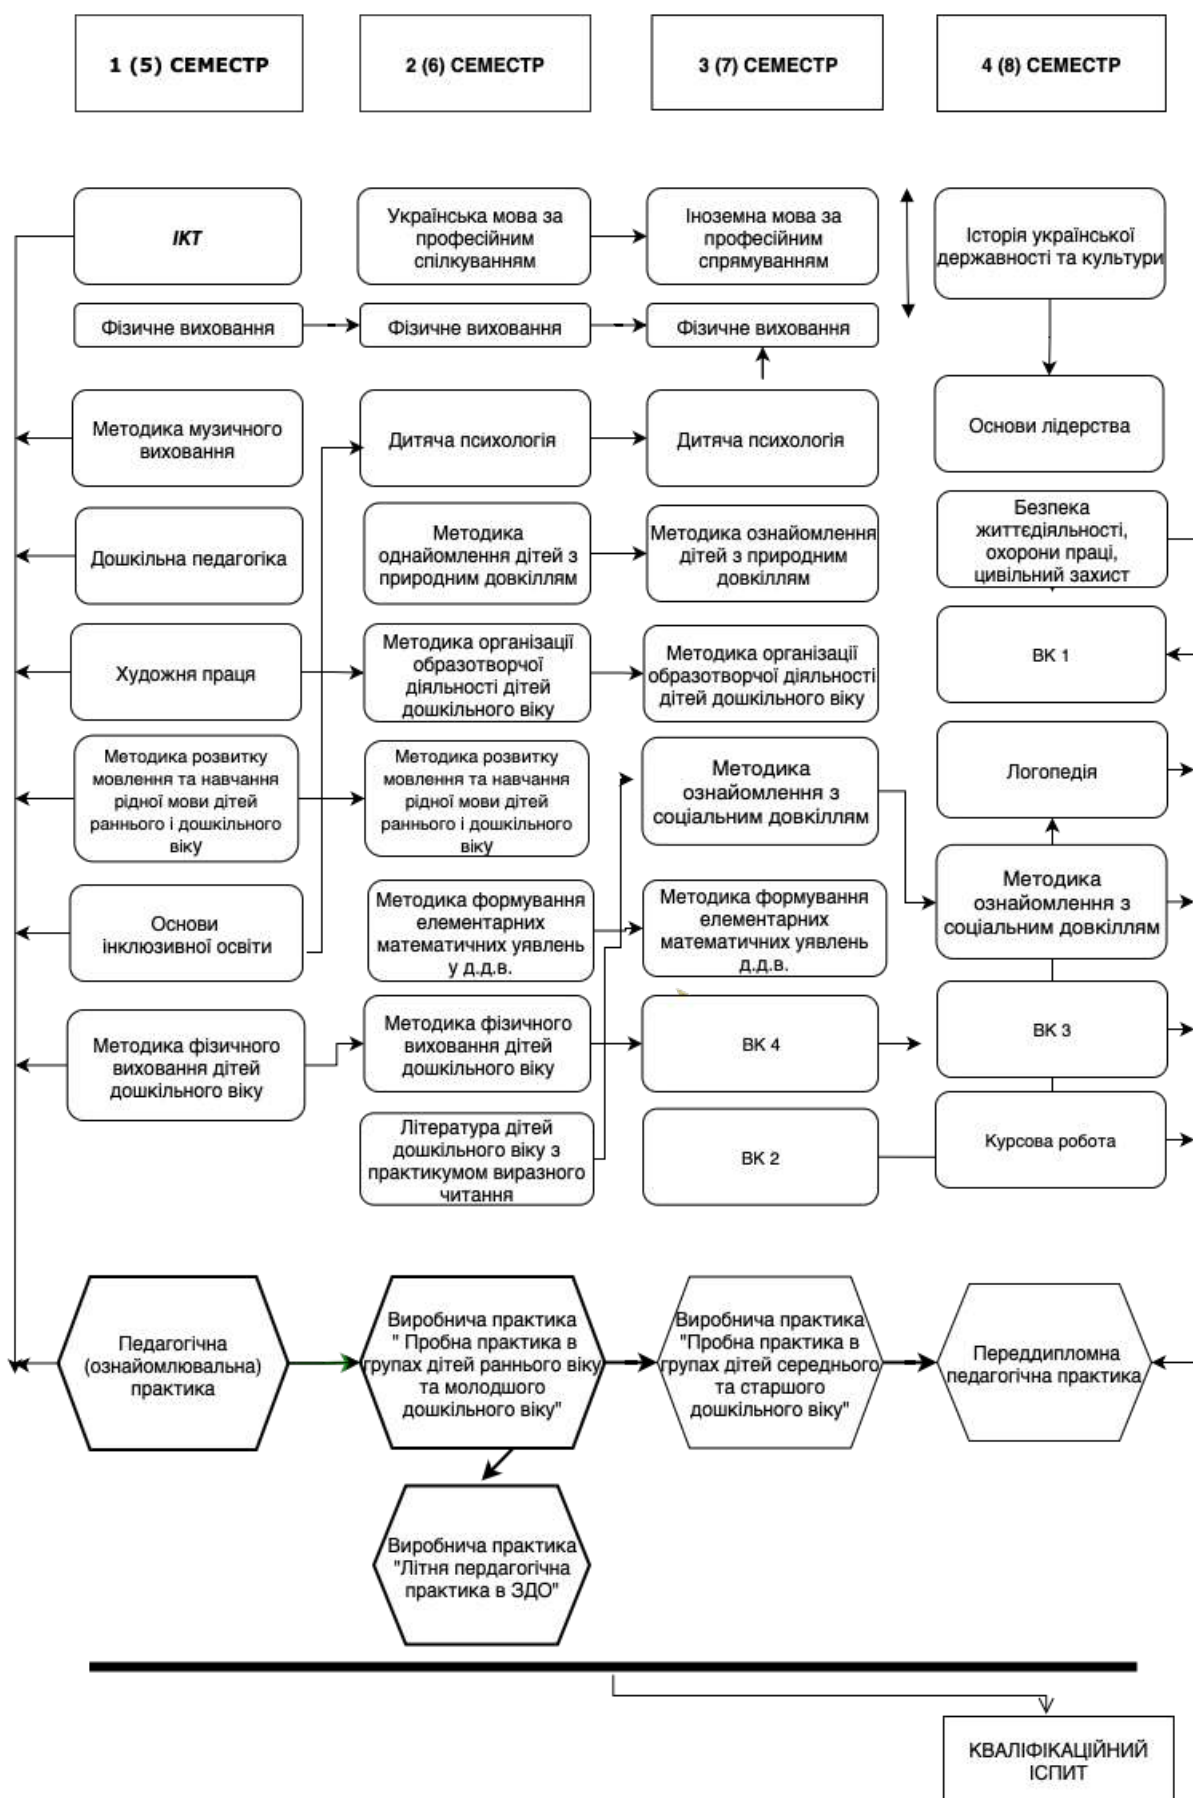 1 (5) СЕМЕСТР
2 (6) СЕМЕСТР
3 (7) СЕМЕСТР
4 (8) СЕМЕСТР
ІКТ
Українська мова за
професійним
спілкуванням
Іноземна мова за
професійним
спрямуванням
Історія української
державності та культури
Фізичне виховання
Фізичне виховання
Фізичне виховання
Методика музичного
виховання
Дитяча психологія
Дитяча психологія
Основи лідерства
Дошкільна педагогіка
Методика
однайомлення дітей з
природним довкіллям
Методика ознайомлення
дітей з природним
довкіллям
Безпека
життєдіяльності,
охорони праці,
цивільний захист
Художня праця
Методика організації
образотворчої
діяльності дітей
дошкільного віку
Методика організації
образотворчої діяльності
дітей дошкільного віку
ВК 1
Методика розвитку
мовлення та навчання
рідної мови дітей
раннього і дошкільного
віку
Методика розвитку
мовлення та навчання
рідної мови дітей
раннього і дошкільного
віку
Методика
ознайомлення з
соціальним довкіллям
Логопедія
Основи
інклюзивної освіти
Методика формування
елементарних
математичних уявлень
у д.д.в.
Методика формування
елементарних
математичних уявлень
д.д.в.
Методика
ознайомлення з
соціальним довкіллям
Методика фізичного
виховання дітей
дошкільного віку
Методика фізичного
виховання дітей
дошкільного віку
ВК 4
ВК 3
Література дітей
дошкільного віку з
практикумом виразного
читання
ВК 2
Курсова робота
Педагогічна
(ознайомлювальна)
практика
Виробнича практика
" Пробна практика в
групах дітей раннього віку
та молодшого
дошкільного віку"
Виробнича практика
"Пробна практика в
групах дітей середнього
та старшого
дошкільного віку"
Переддипломна
педагогічна практика
Виробнича практика
"Літня пердагогічна
практика в ЗДО"
КВАЛІФІКАЦІЙНИЙ
ІСПИТ